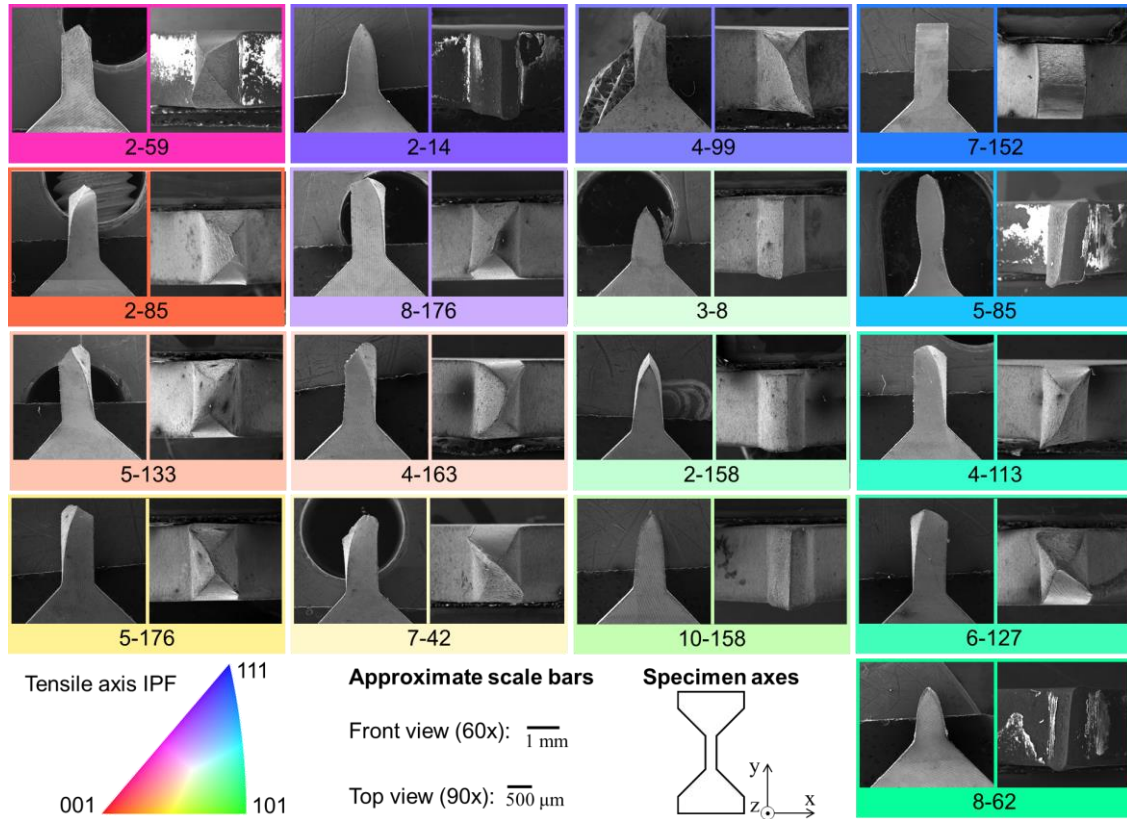 2-59
2-14
4-99
7-152
2-85
8-176
3-8
5-85
5-133
4-163
2-158
4-113
5-176
7-42
10-158
6-127
8-62
Tensile axis IPF
111
001
101
Approximate scale bars
Front view (60x):
1 mm
Top view (90x):
500 μm
Specimen axes
y
z
x